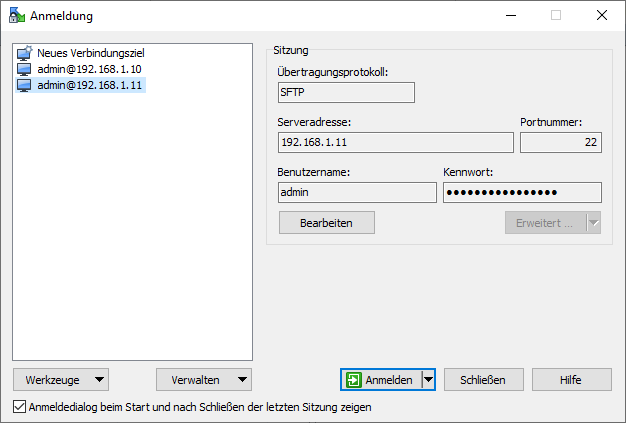 Anmeldung
Neues Verbindungsziel
admin@192.168.1.10
admin@192.168.1.11
Sitzung
Übertragungsprotokoll:
SFTP
Serveradresse: Portnummer:
192.168.1.11 22
Benutzername: Kennwort:
admin ••••••••••••••••
Bearbeiten Erweitert ...
Werkzeuge Verwalten Anmelden Schließen Hilfe
Anmeldedialog beim Start und nach Schließen der letzten Sitzung zeigen